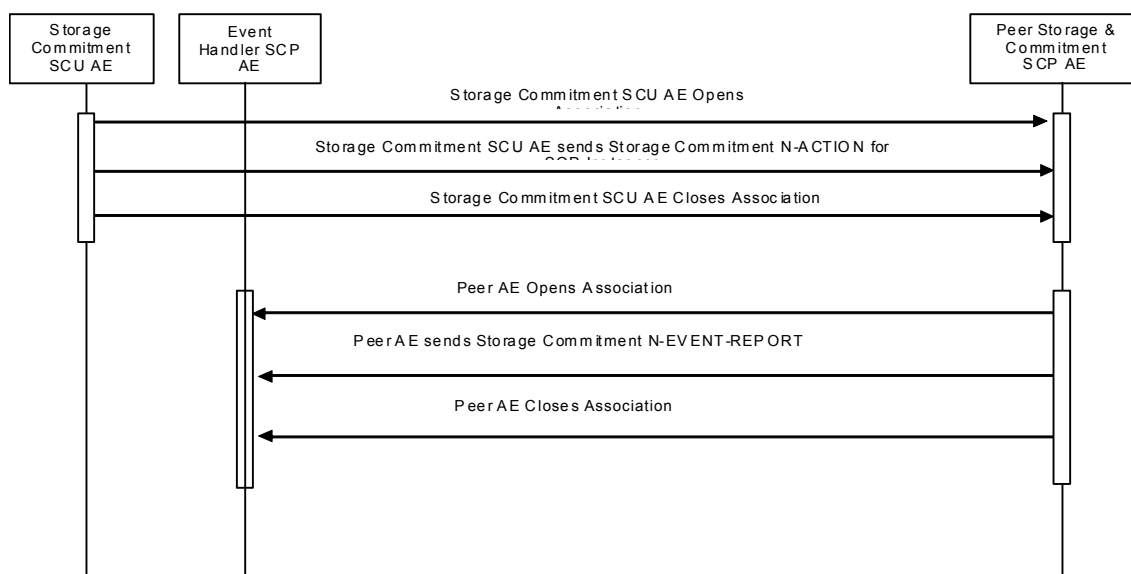 Storage
Commitment
SCU AE
Event
Handler SCP
AE
Peer Storage &
Commitment
SCP AE
Storage Commitment SCU AE Opens
Association
Storage Commitment SCU AE sends Storage Commitment N-ACTION for
Storage Commitment SCU AE Closes Association
Peer AE Opens Association
Peer AE sends Storage Commitment N-EVENT-REPORT
Peer AE Closes Association